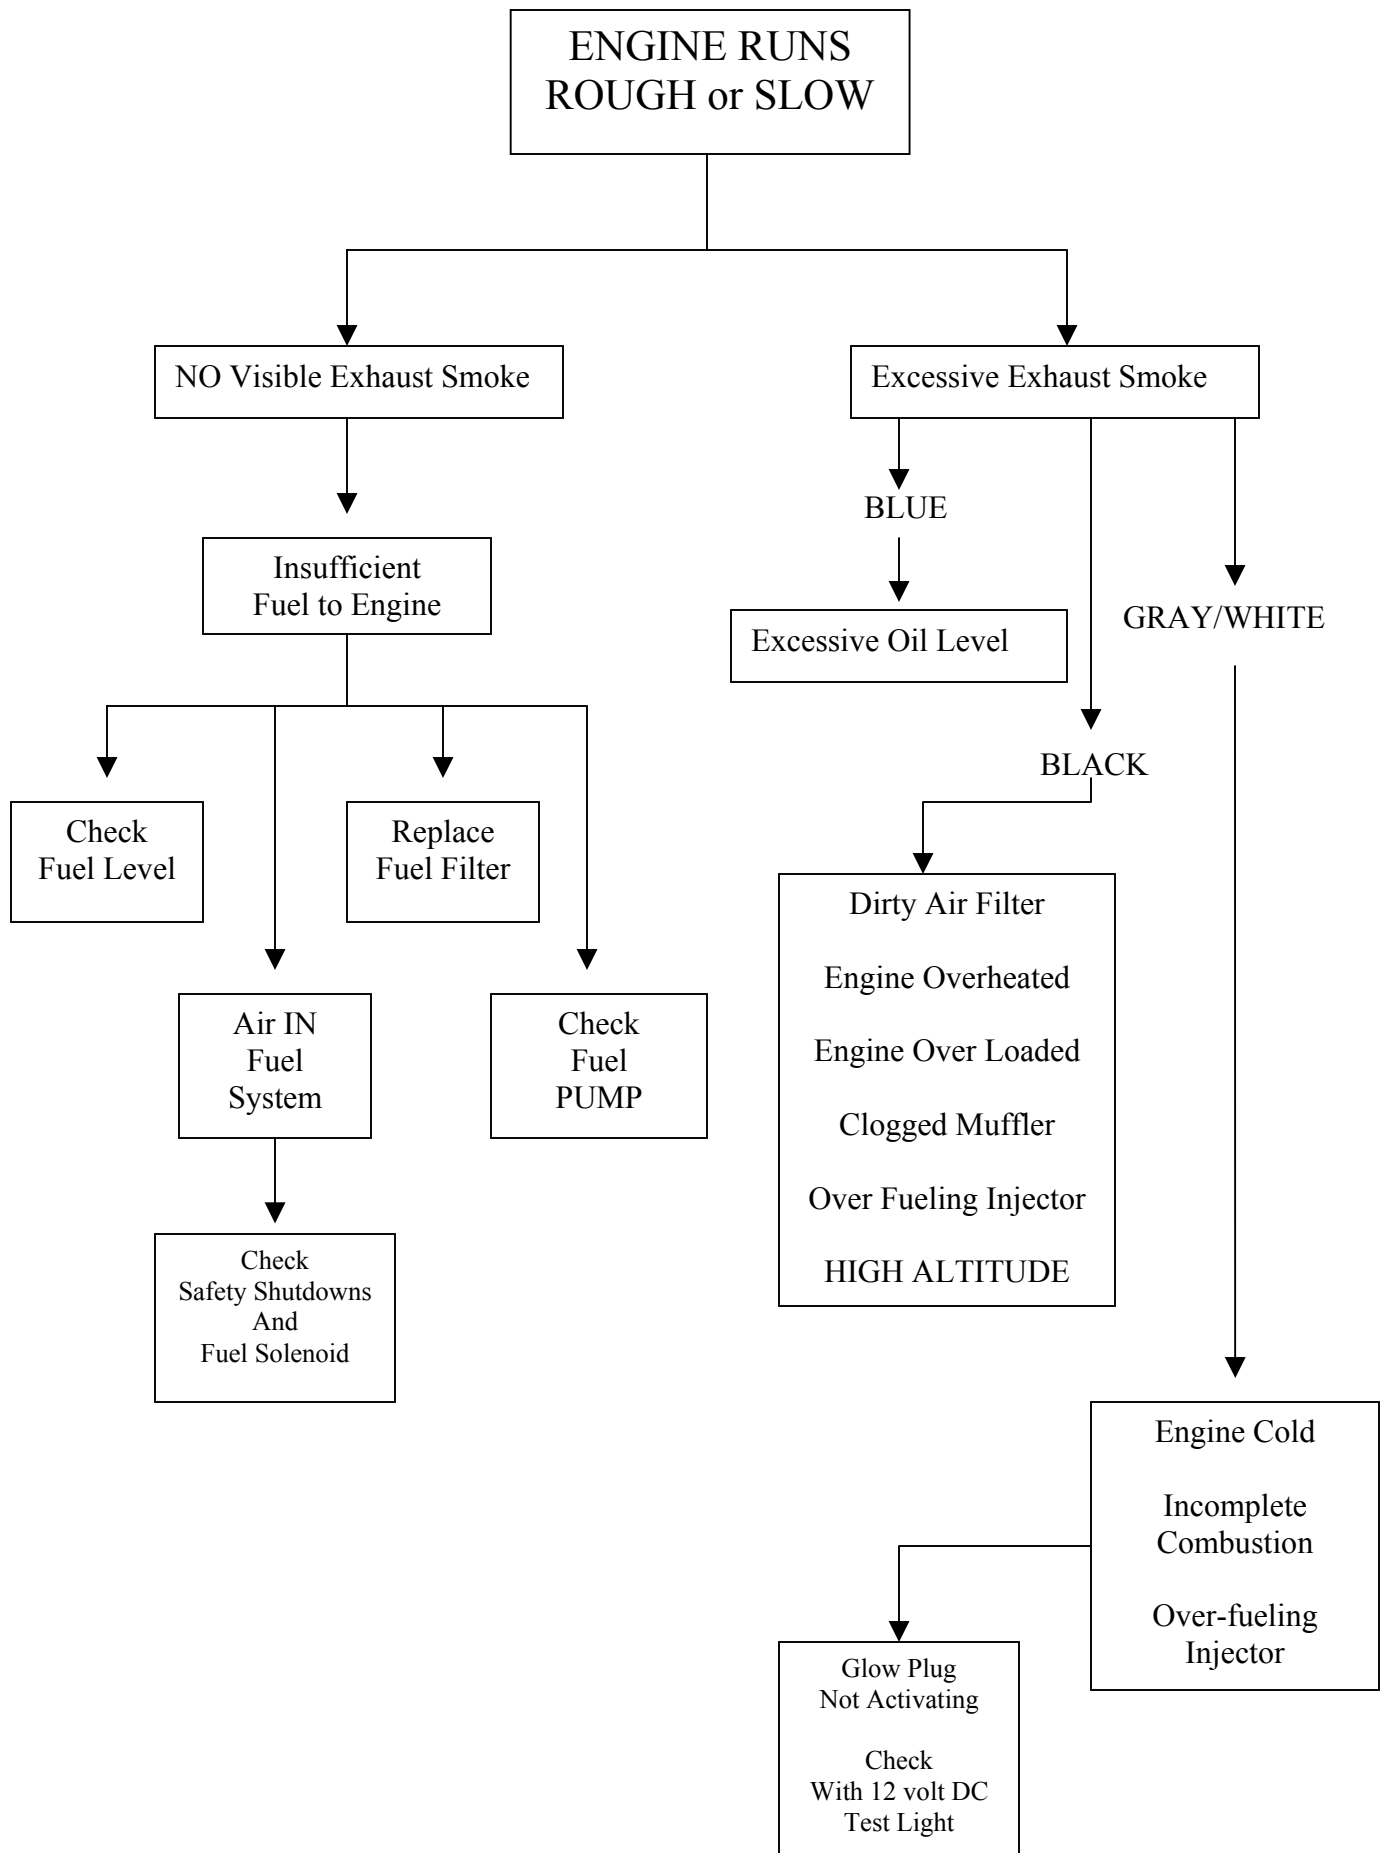 ENGINE RUNS
ROUGH or SLOW
NO Visible Exhaust Smoke
Excessive Exhaust Smoke
Insufficient
Fuel to Engine
BLUE
Excessive Oil Level
GRAY/WHITE
BLACK
Check
Fuel Level
Replace
Fuel Filter
Air IN
Fuel
System
Check
Fuel
PUMP
Check
Safety Shutdowns
And
Fuel Solenoid
Dirty Air Filter
Engine Overheated
Engine Over Loaded
Clogged Muffler
Over Fueling Injector
HIGH ALTITUDE
Engine Cold
Incomplete
Combustion
Over-fueling
Injector
Glow Plug
Not Activating
Check
With 12 volt DC
Test Light